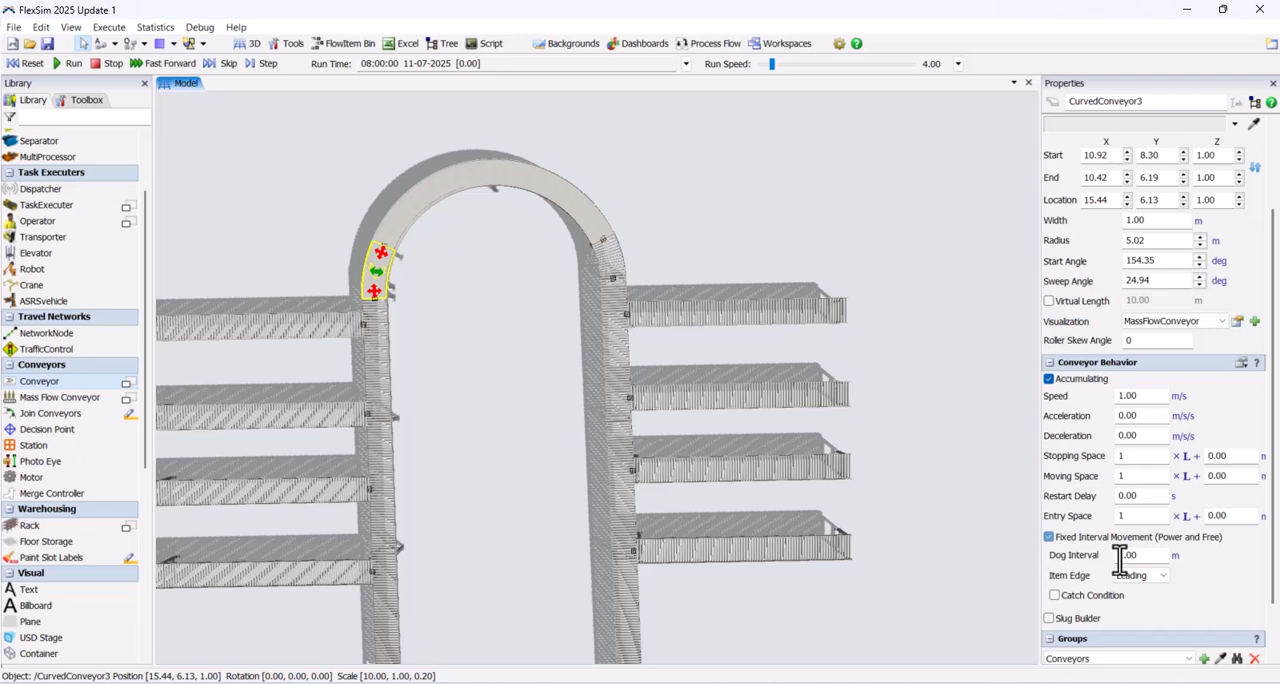 FlexSim 2025 Update 1
File Edit View Execute Statistics Debug Help
3D Tools FlowItem Bin Excel Tree Script Backgrounds Dashboards Process Flow Workspaces
Reset Run Stop Fast Forward Skip Step Run Time: 08:00:00 11-07-2025 [0.00] Run Speed: 4.00
Library
Library Toolbox
Separator
MultiProcessor
Task Executers
Dispatcher
TaskExecuter
Operator
Transporter
Elevator
Robot
Crane
ASRSvehicle
Travel Networks
NetworkNode
TrafficControl
Conveyors
Conveyor
Mass Flow Conveyor
Join Conveyors
Decision Point
Station
Photo Eye
Motor
Merge Controller
Warehousing
Rack
Floor Storage
Paint Slot Labels
Visual
Text
Billboard
Plane
USD Stage
Container
Model
Properties
CurvedConveyor3
X Y Z
Start 10.92 8.30 1.00
End 10.42 6.19 1.00
Location 15.44 6.13 1.00
Width 1.00 m
Radius 5.02 m
Start Angle 154.35 deg
Sweep Angle 24.94 deg
Virtual Length 10.00 m
Visualization MassFlowConveyor
Roller Skew Angle 0
Conveyor Behavior
Accumulating
Speed 1.00 m/s
Acceleration 0.00 m/s/s
Deceleration 0.00 m/s/s
Stopping Space 1 × L + 0.00
Moving Space 1 × L + 0.00
Restart Delay 0.00 s
Entry Space 1 × L + 0.00
Fixed Interval Movement (Power and Free)
Dog Interval .00 m
Item Edge Leading
Catch Condition
Slug Builder
Groups
Conveyors
Object: /CurvedConveyor3 Position [15.44, 6.13, 1.00] Rotation [0.00, 0.00, 0.00] Scale [10.00, 1.00, 0.20]